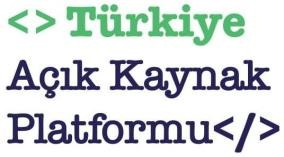 <> Türkiye
Açık Kaynak
Platformu</>